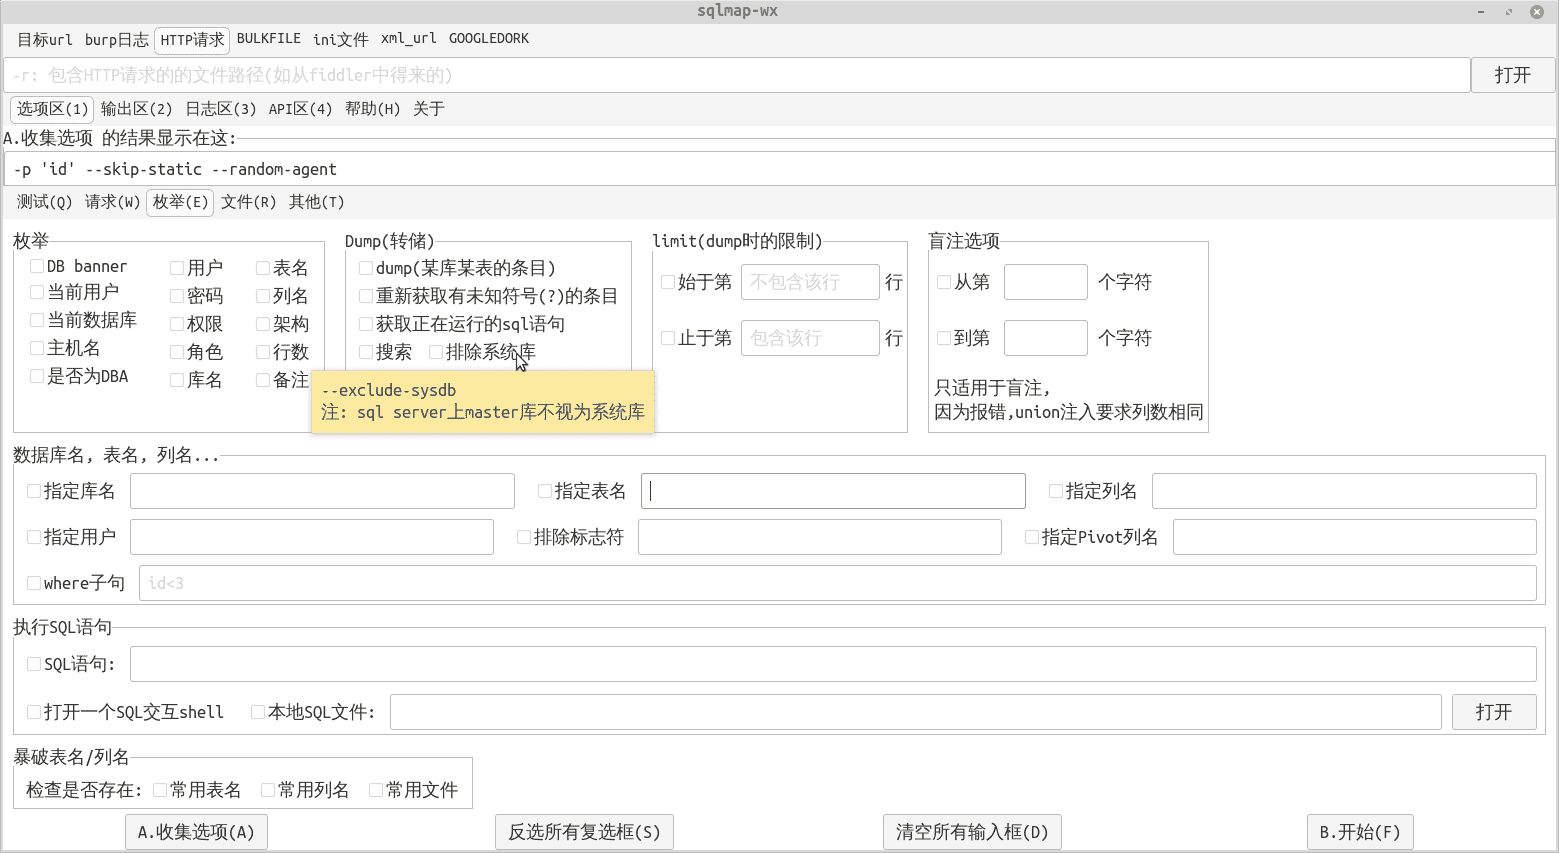 sqlmap-wx
目标url burp日志 HTTP请求 BULKFILE ini文件 xml_url GOOGLEDORK
-r: 包含HTTP请求的的文件路径(如从fiddler中得来的) 打开
选项区(1) 输出区(2) 日志区(3) API区(4) 帮助(H) 关于
A.收集选项 的结果显示在这:
-p 'id' --skip-static --random-agent
测试(Q) 请求(W) 枚举(E) 文件(R) 其他(T)
枚举 Dump(转储) limit(dump时的限制) 盲注选项
DB banner 用户 表名 dump(某库某表的条目) 始于第 不包含该行 行 从第 个字符
当前用户 密码 列名 重新获取有未知符号(?)的条目
当前数据库 权限 架构 获取正在运行的sql语句 止于第 包含该行 行 到第 个字符
主机名 角色 行数 搜索 排除系统库
是否为DBA 库名 备注
--exclude-sysdb
注: sql server上master库不视为系统库
只适用于盲注,
因为报错,union注入要求列数相同
数据库名, 表名, 列名...
指定库名 指定表名 指定列名
指定用户 排除标志符 指定Pivot列名
where子句 id<3
执行SQL语句
SQL语句:
打开一个SQL交互shell 本地SQL文件: 打开
暴破表名/列名
检查是否存在: 常用表名 常用列名 常用文件
A.收集选项(A) 反选所有复选框(S) 清空所有输入框(D) B.开始(F)